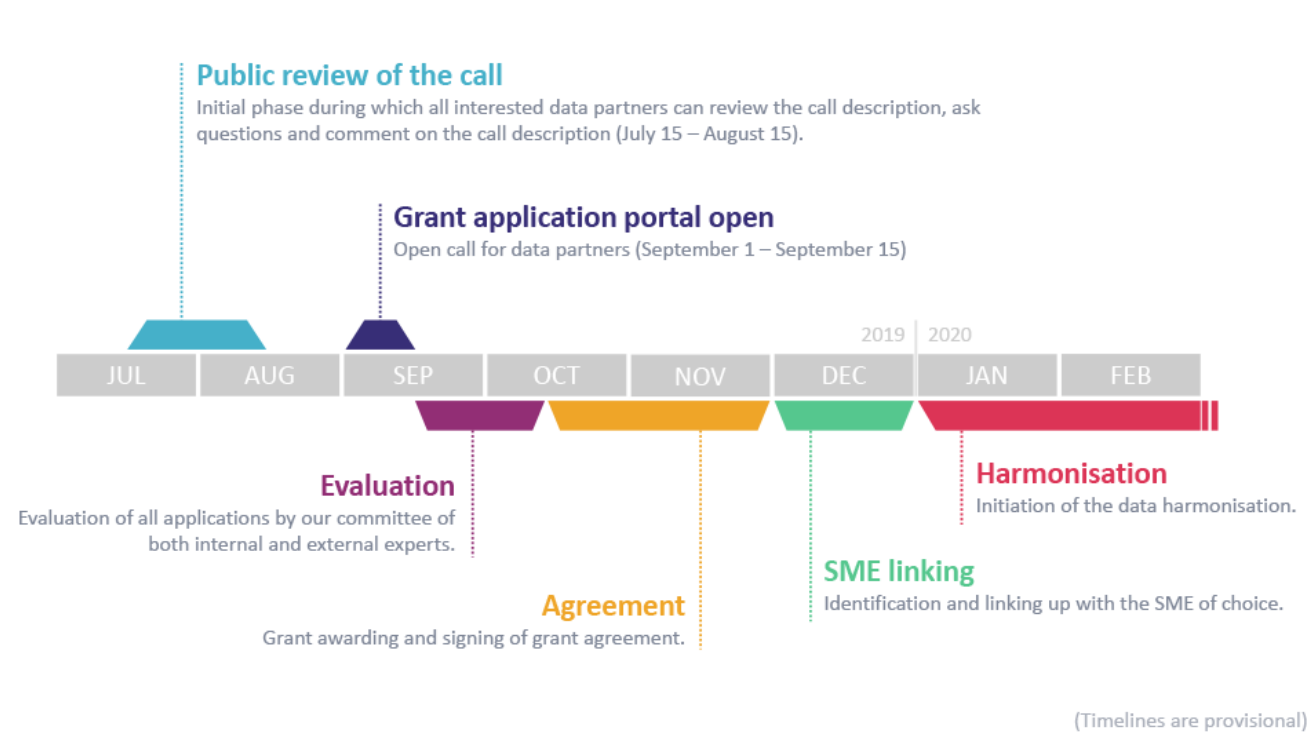 Public review of the call
Initial phase during which all interested data partners can review the call description, ask
questions and comment on the call description (July 15 – August 15).
Grant application portal open
Open call for data partners (September 1 – September 15)
2019 2020
JUL AUG SEP OCT NOV DEC JAN FEB
Evaluation
Evaluation of all applications by our committee of
both internal and external experts.
Harmonisation
Initiation of the data harmonisation.
SME linking
Identification and linking up with the SME of choice.
Agreement
Grant awarding and signing of grant agreement.
(Timelines are provisional)